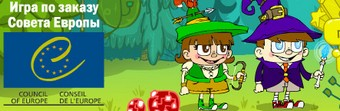 Игра по заказу
Совета Европы
COUNCIL CONSEIL
OF EUROPE DE L'EUROPE